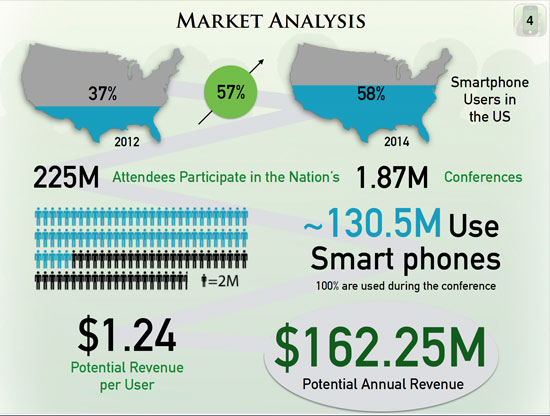 MARKET ANALYSIS
4
37%
57%
58%
Smartphone
Users in
the US
2012
2014
225M Attendees Participate in the Nation's 1.87M Conferences
~130.5M Use
Smart phones
=2M
100% are used during the conference
$1.24
Potential Revenue
per User
$162.25M
Potential Annual Revenue